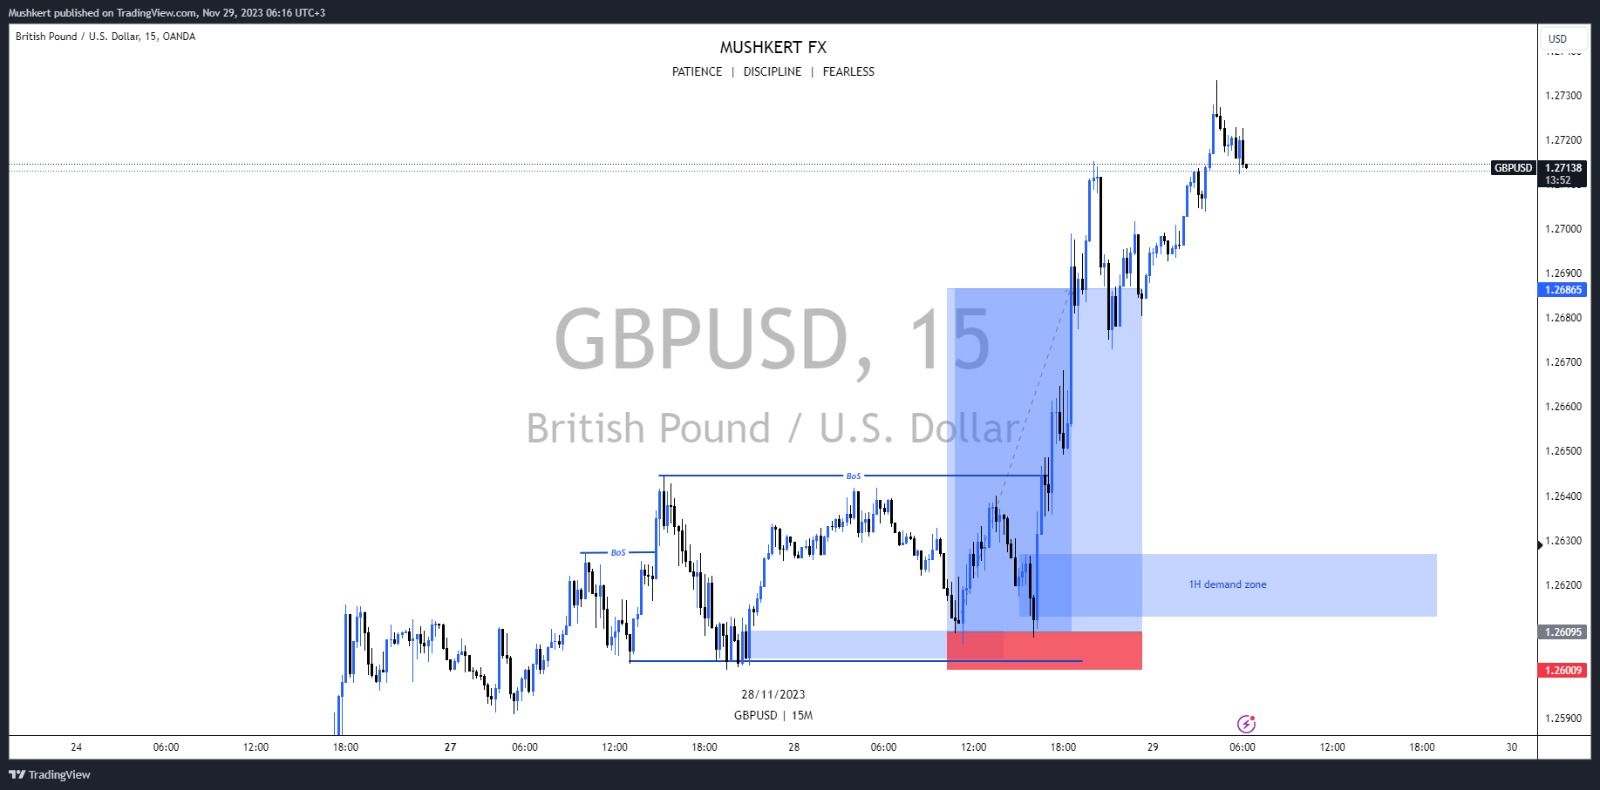 Mushkert published on TradingView.com, Nov 29, 2023 06:16 UTC+3
British Pound / U.S. Dollar, 15, OANDA
MUSHKERT FX
PATIENCE | DISCIPLINE | FEARLESS
USD
1.27300
1.27200
GBPUSD 1.27138
13:52
1.27000
1.26900
1.26865
1.26800
1.26700
1.26600
1.26500
1.26400
1.26300
1.26200
1.26095
1.26009
1.25900
GBPUSD, 15
British Pound / U.S. Dollar
BoS
BoS
1H demand zone
28/11/2023
GBPUSD | 15M
24 06:00 12:00 18:00 27 06:00 12:00 18:00 28 06:00 12:00 18:00 29 06:00 12:00 18:00 30
TradingView